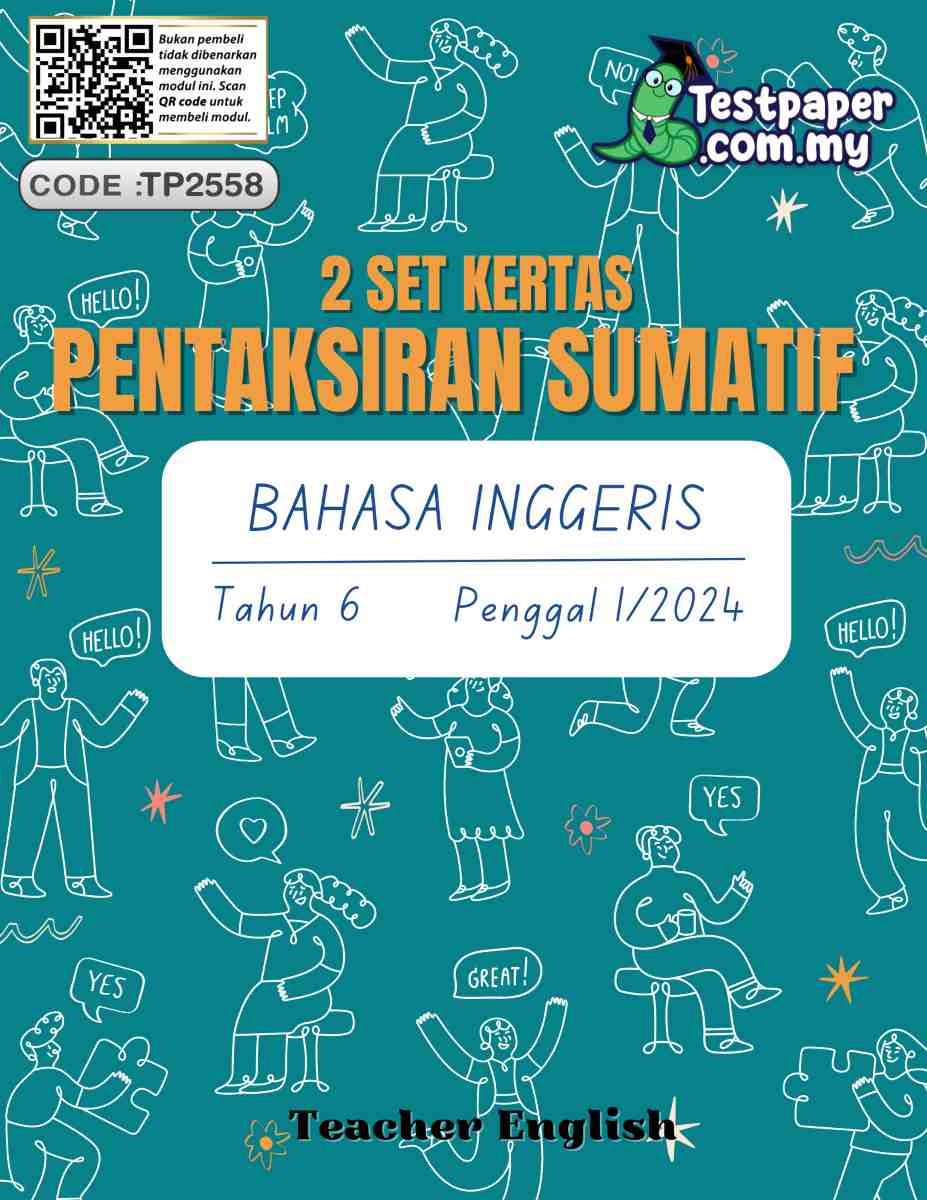 Bukan pembeli
tidak dibenarkan
menggunakan
modul ini. Scan
QR code untuk
membeli modul.
CODE :TP2558
NO!
Testpaper
.com.my
HELLO!
2 SET KERTAS
PENTAKSIRAN SUMATIF
BAHASA INGGERIS
Tahun 6 Penggal 1/2024
HELLO!
HELLO!
YES
YES
GREAT!
Teacher English